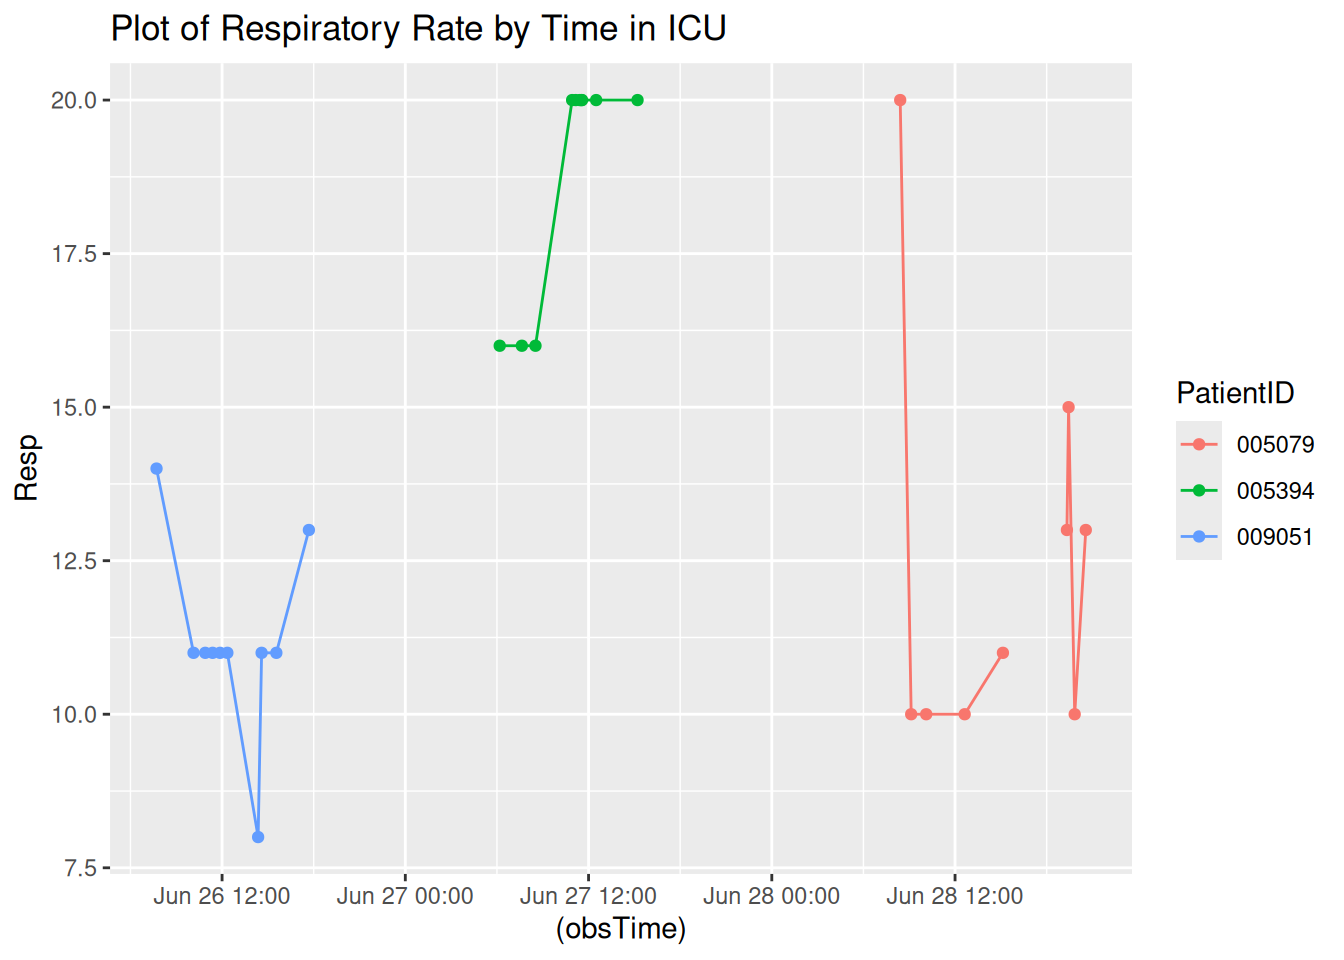 Plot of Respiratory Rate by Time in ICU
20.0
17.5
15.0
12.5
10.0
7.5
Resp
Jun 26 12:00 Jun 27 00:00 Jun 27 12:00 Jun 28 00:00 Jun 28 12:00
(obsTime)
PatientID
005079
005394
009051